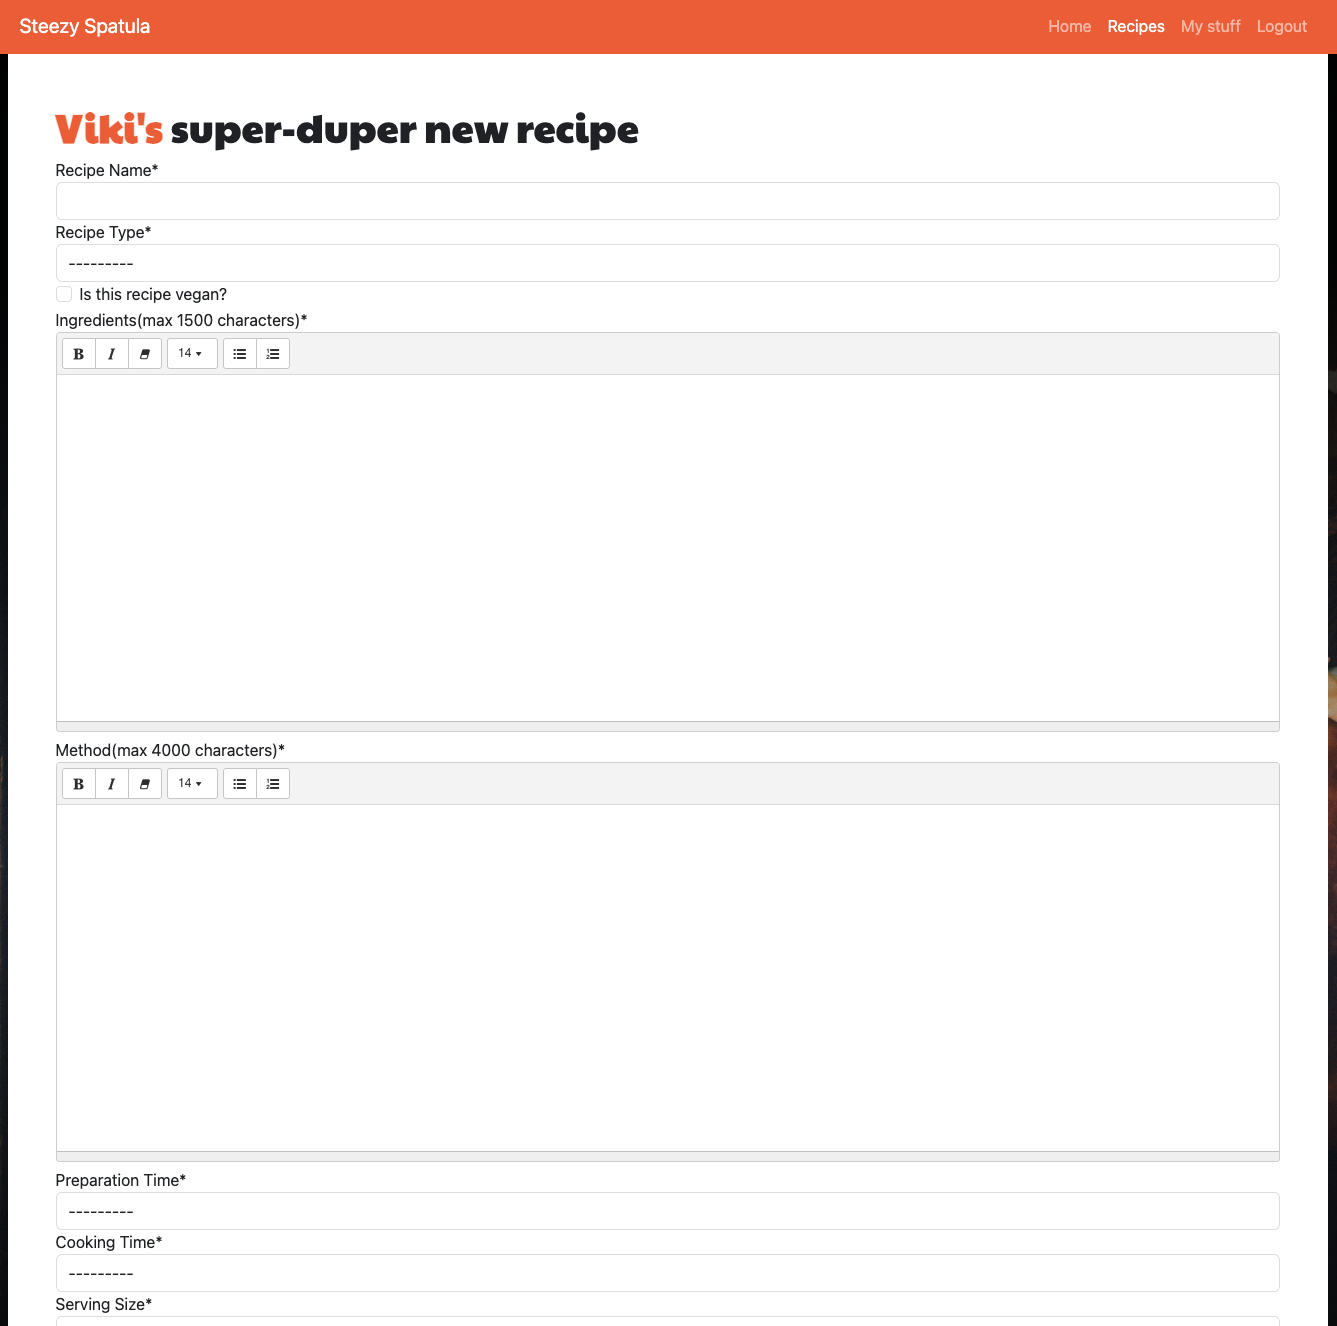 Steezy Spatula Home Recipes My stuff Logout
Viki's super-duper new recipe
Recipe Name*
Recipe Type*
---------
Is this recipe vegan?
Ingredients(max 1500 characters)*
B I 14
Method(max 4000 characters)*
B I 14
Preparation Time*
---------
Cooking Time*
---------
Serving Size*